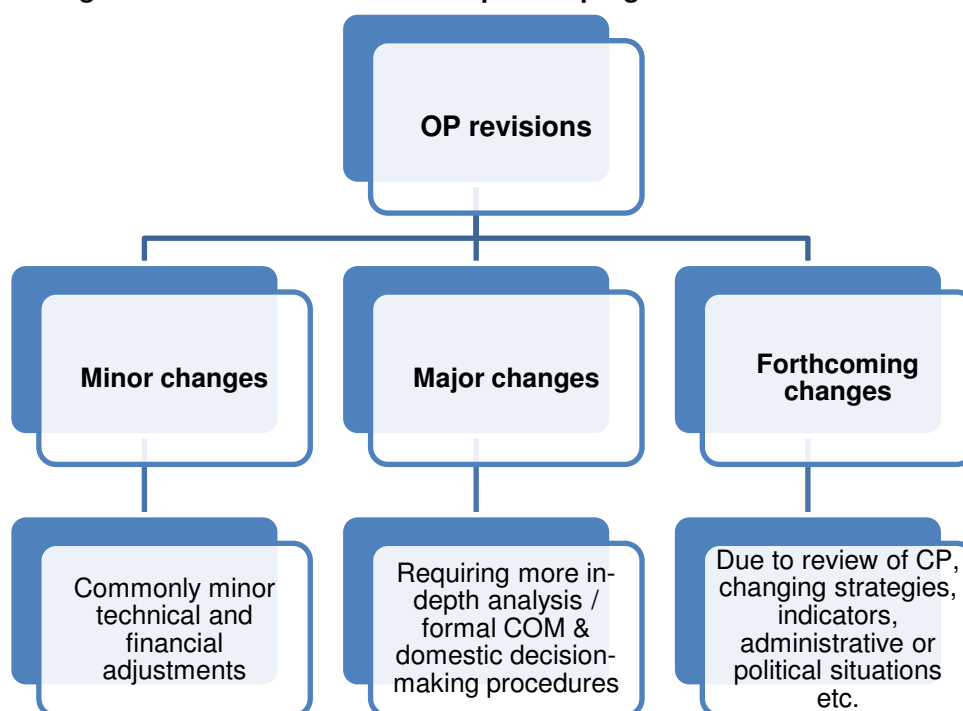 OP revisions
Minor changes
Major changes
Forthcoming
changes
Commonly minor
technical and
financial
adjustments
Requiring more in-
depth analysis /
formal COM &
domestic decision-
making procedures
Due to review of CP,
changing strategies,
indicators,
administrative or
political situations
etc.